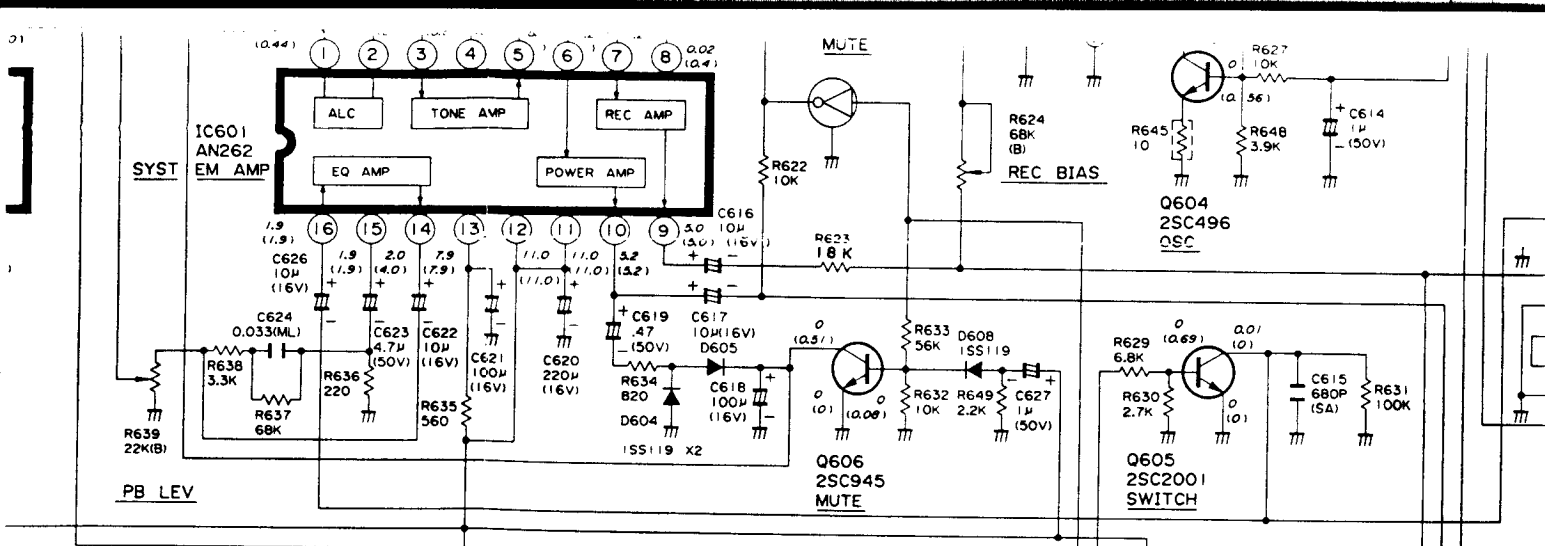 (0.44)
1
2
3
4
5
6
7
8
0.02
(0.4)
ALC
TONE AMP
REC AMP
EQ AMP
POWER AMP
IC601
AN262
SYST EM AMP
16
15
14
13
12
11
10
9
1.9
(1.9)
1.9
(1.9)
2.0
(4.0)
7.9
(7.9)
11.0
(11.0)
11.0
(11.0)
5.2
(5.2)
5.0
(5.0)
C616
10µ
(16V)
MUTE
R622
10K
R623
18K
R624
68K
(B)
REC BIAS
R627
10K
0
(0.56)
R645
10
R648
3.9K
+
C614
1µ
-
(50V)
Q604
2SC496
OSC
C626
10µ
(16V)
+
-
C624
0.033(ML)
+
-
C623
4.7µ
(50V)
+
-
C622
10µ
(16V)
+
-
C621
100µ
(16V)
+
-
C620
220µ
(16V)
+
-
C619
.47
(50V)
+ -
+ -
C617
10µ(16V)
D605
R638
3.3K
R637
68K
R636
220
R635
560
R639
22K(B)
PB LEV
R634
820
D604
1SS119 X2
C618
100µ
(16V)
+
-
0
(0.51)
0
(0)
0
(0.08)
Q606
2SC945
MUTE
R633
56K
R632
10K
D608
1SS119
R649
2.2K
- +
C627
1µ
(50V)
R629
6.8K
R630
2.7K
0
(0.69)
0.01
(0)
0
(0)
C615
680P
(SA)
R631
100K
Q605
2SC2001
SWITCH